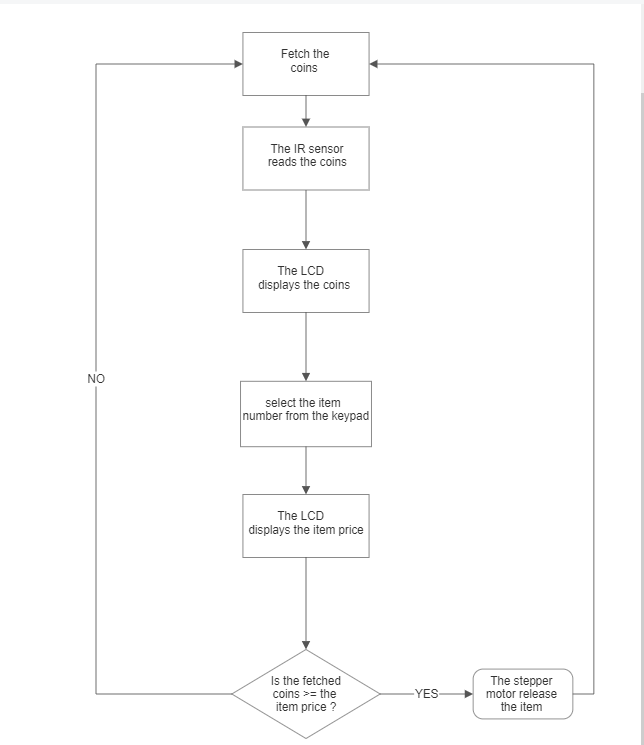 Fetch the
coins
The IR sensor
reads the coins
The LCD
displays the coins
NO
select the item
number from the keypad
The LCD
displays the item price
Is the fetched
coins >= the
item price ?
YES
The stepper
motor release
the item